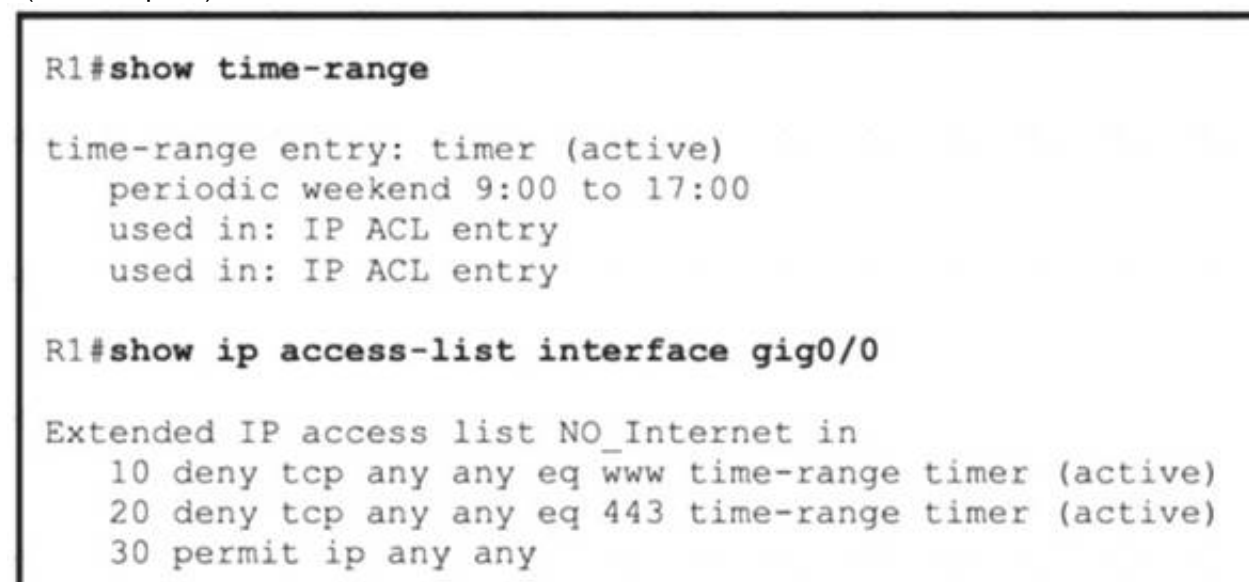 R1#show time-range
time-range entry: timer (active)
periodic weekend 9:00 to 17:00
used in: IP ACL entry
used in: IP ACL entry
R1#show ip access-list interface gig0/0
Extended IP access list NO_Internet in
10 deny tcp any any eq www time-range timer (active)
20 deny tcp any any eq 443 time-range timer (active)
30 permit ip any any